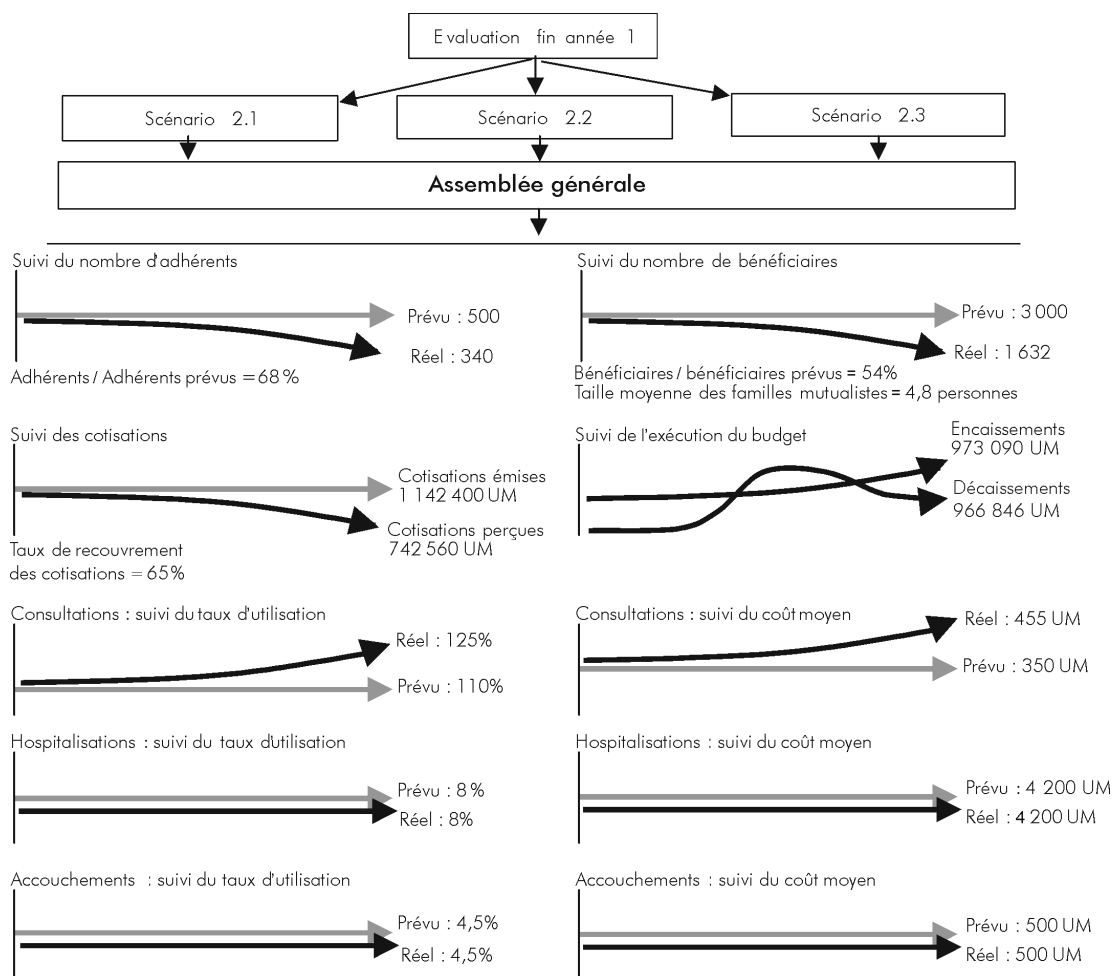 Evaluation fin année 1
Scénario 2.1
Scénario 2.2
Scénario 2.3
Assemblée générale
Suivi du nombre d'adhérents
Prévu : 500
Réel : 340
Adhérents / Adhérents prévus = 68 %
Suivi du nombre de bénéficiaires
Prévu : 3 000
Réel : 1 632
Bénéficiaires / bénéficiaires prévus = 54%
Taille moyenne des familles mutualistes = 4,8 personnes
Suivi des cotisations
Cotisations émises
1 142 400 UM
Cotisations perçues
742 560 UM
Taux de recouvrement
des cotisations = 65%
Suivi de l'exécution du budget
Encaissements
973 090 UM
Décaissements
966 846 UM
Consultations : suivi du taux d'utilisation
Réel : 125%
Prévu : 110%
Consultations : suivi du coût moyen
Réel : 455 UM
Prévu : 350 UM
Hospitalisations : suivi du taux d'utilisation
Prévu : 8 %
Réel : 8%
Hospitalisations : suivi du coût moyen
Prévu : 4 200 UM
Réel : 4 200 UM
Accouchements : suivi du taux d'utilisation
Prévu : 4,5%
Réel : 4,5%
Accouchements : suivi du coût moyen
Prévu : 500 UM
Réel : 500 UM